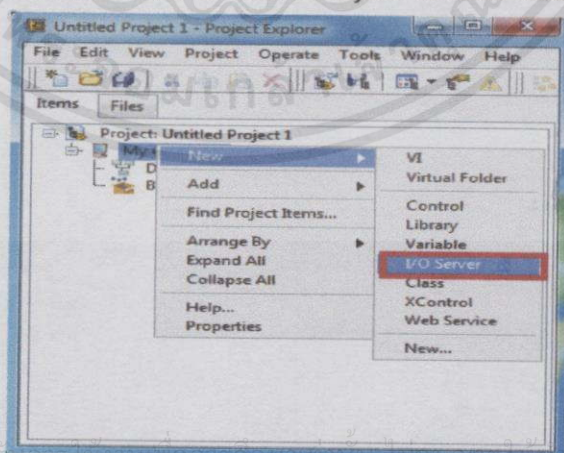 Untitled Project 1 - Project Explorer
File Edit View Project Operate Tools Window Help
Items Files
Project: Untitled Project 1
My
D
B
New
Add
Find Project Items...
Arrange By
Expand All
Collapse All
Help...
Properties
VI
Virtual Folder
Control
Library
Variable
I/O Server
Class
XControl
Web Service
New...